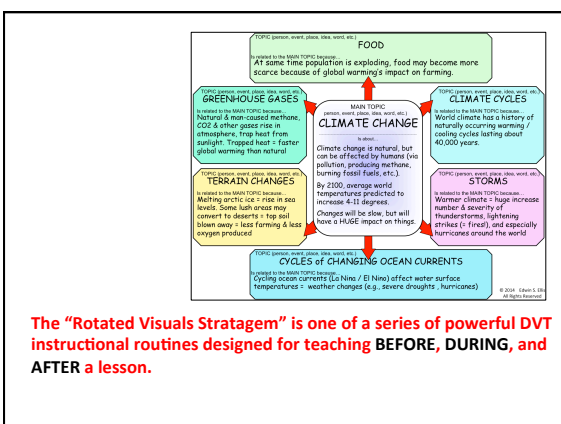 TOPIC (person, event, place, idea, word, etc.)
FOOD
Is related to the MAIN TOPIC because...
At same time population is exploding, food may become more
scarce because of global warming's impact on farming.
TOPIC (person, event, place, idea, word, etc.)
GREENHOUSE GASES
Is related to the MAIN TOPIC because...
Natural & man-caused methane,
CO2 & other gases rise in
atmosphere, trap heat from
sunlight. Trapped heat = faster
global warming than natural
MAIN TOPIC
person, event, place, idea, word, etc.)
CLIMATE CHANGE
Is about...
Climate change is natural, but
can be affected by humans (via
pollution, producing methane,
burning fossil fuels, etc.).
By 2100, average world
temperatures predicted to
increase 4-11 degrees.
Changes will be slow, but will
have a HUGE impact on things.
TOPIC (person, event, place, idea, word, etc.)
CLIMATE CYCLES
Is related to the MAIN TOPIC because...
World climate has a history of
naturally occurring warming /
cooling cycles lasting about
40,000 years.
TOPIC (person, event, place, idea, word, etc.)
TERRAIN CHANGES
Is related to the MAIN TOPIC because...
Melting arctic ice = rise in sea
levels. Some lush areas may
convert to deserts = top soil
blown away = less farming & less
oxygen produced
TOPIC (person, event, place, idea, word, etc.)
STORMS
Is related to the MAIN TOPIC because...
Warmer climate = huge increase
number & severity of
thunderstorms, lightening
strikes (= fires!), and especially
hurricanes around the world
TOPIC (person, event, place, idea, word, etc.)
CYCLES of CHANGING OCEAN CURRENTS
Is related to the MAIN TOPIC because...
Cycling ocean currents (La Nina / El Nino) affect water surface
temperatures = weather changes (e.g., severe droughts , hurricanes)
© 2014 Edwin S. Ellis
All Rights Reserved
The “Rotated Visuals Stratagem” is one of a series of powerful DVT
instructional routines designed for teaching BEFORE, DURING, and
AFTER a lesson.